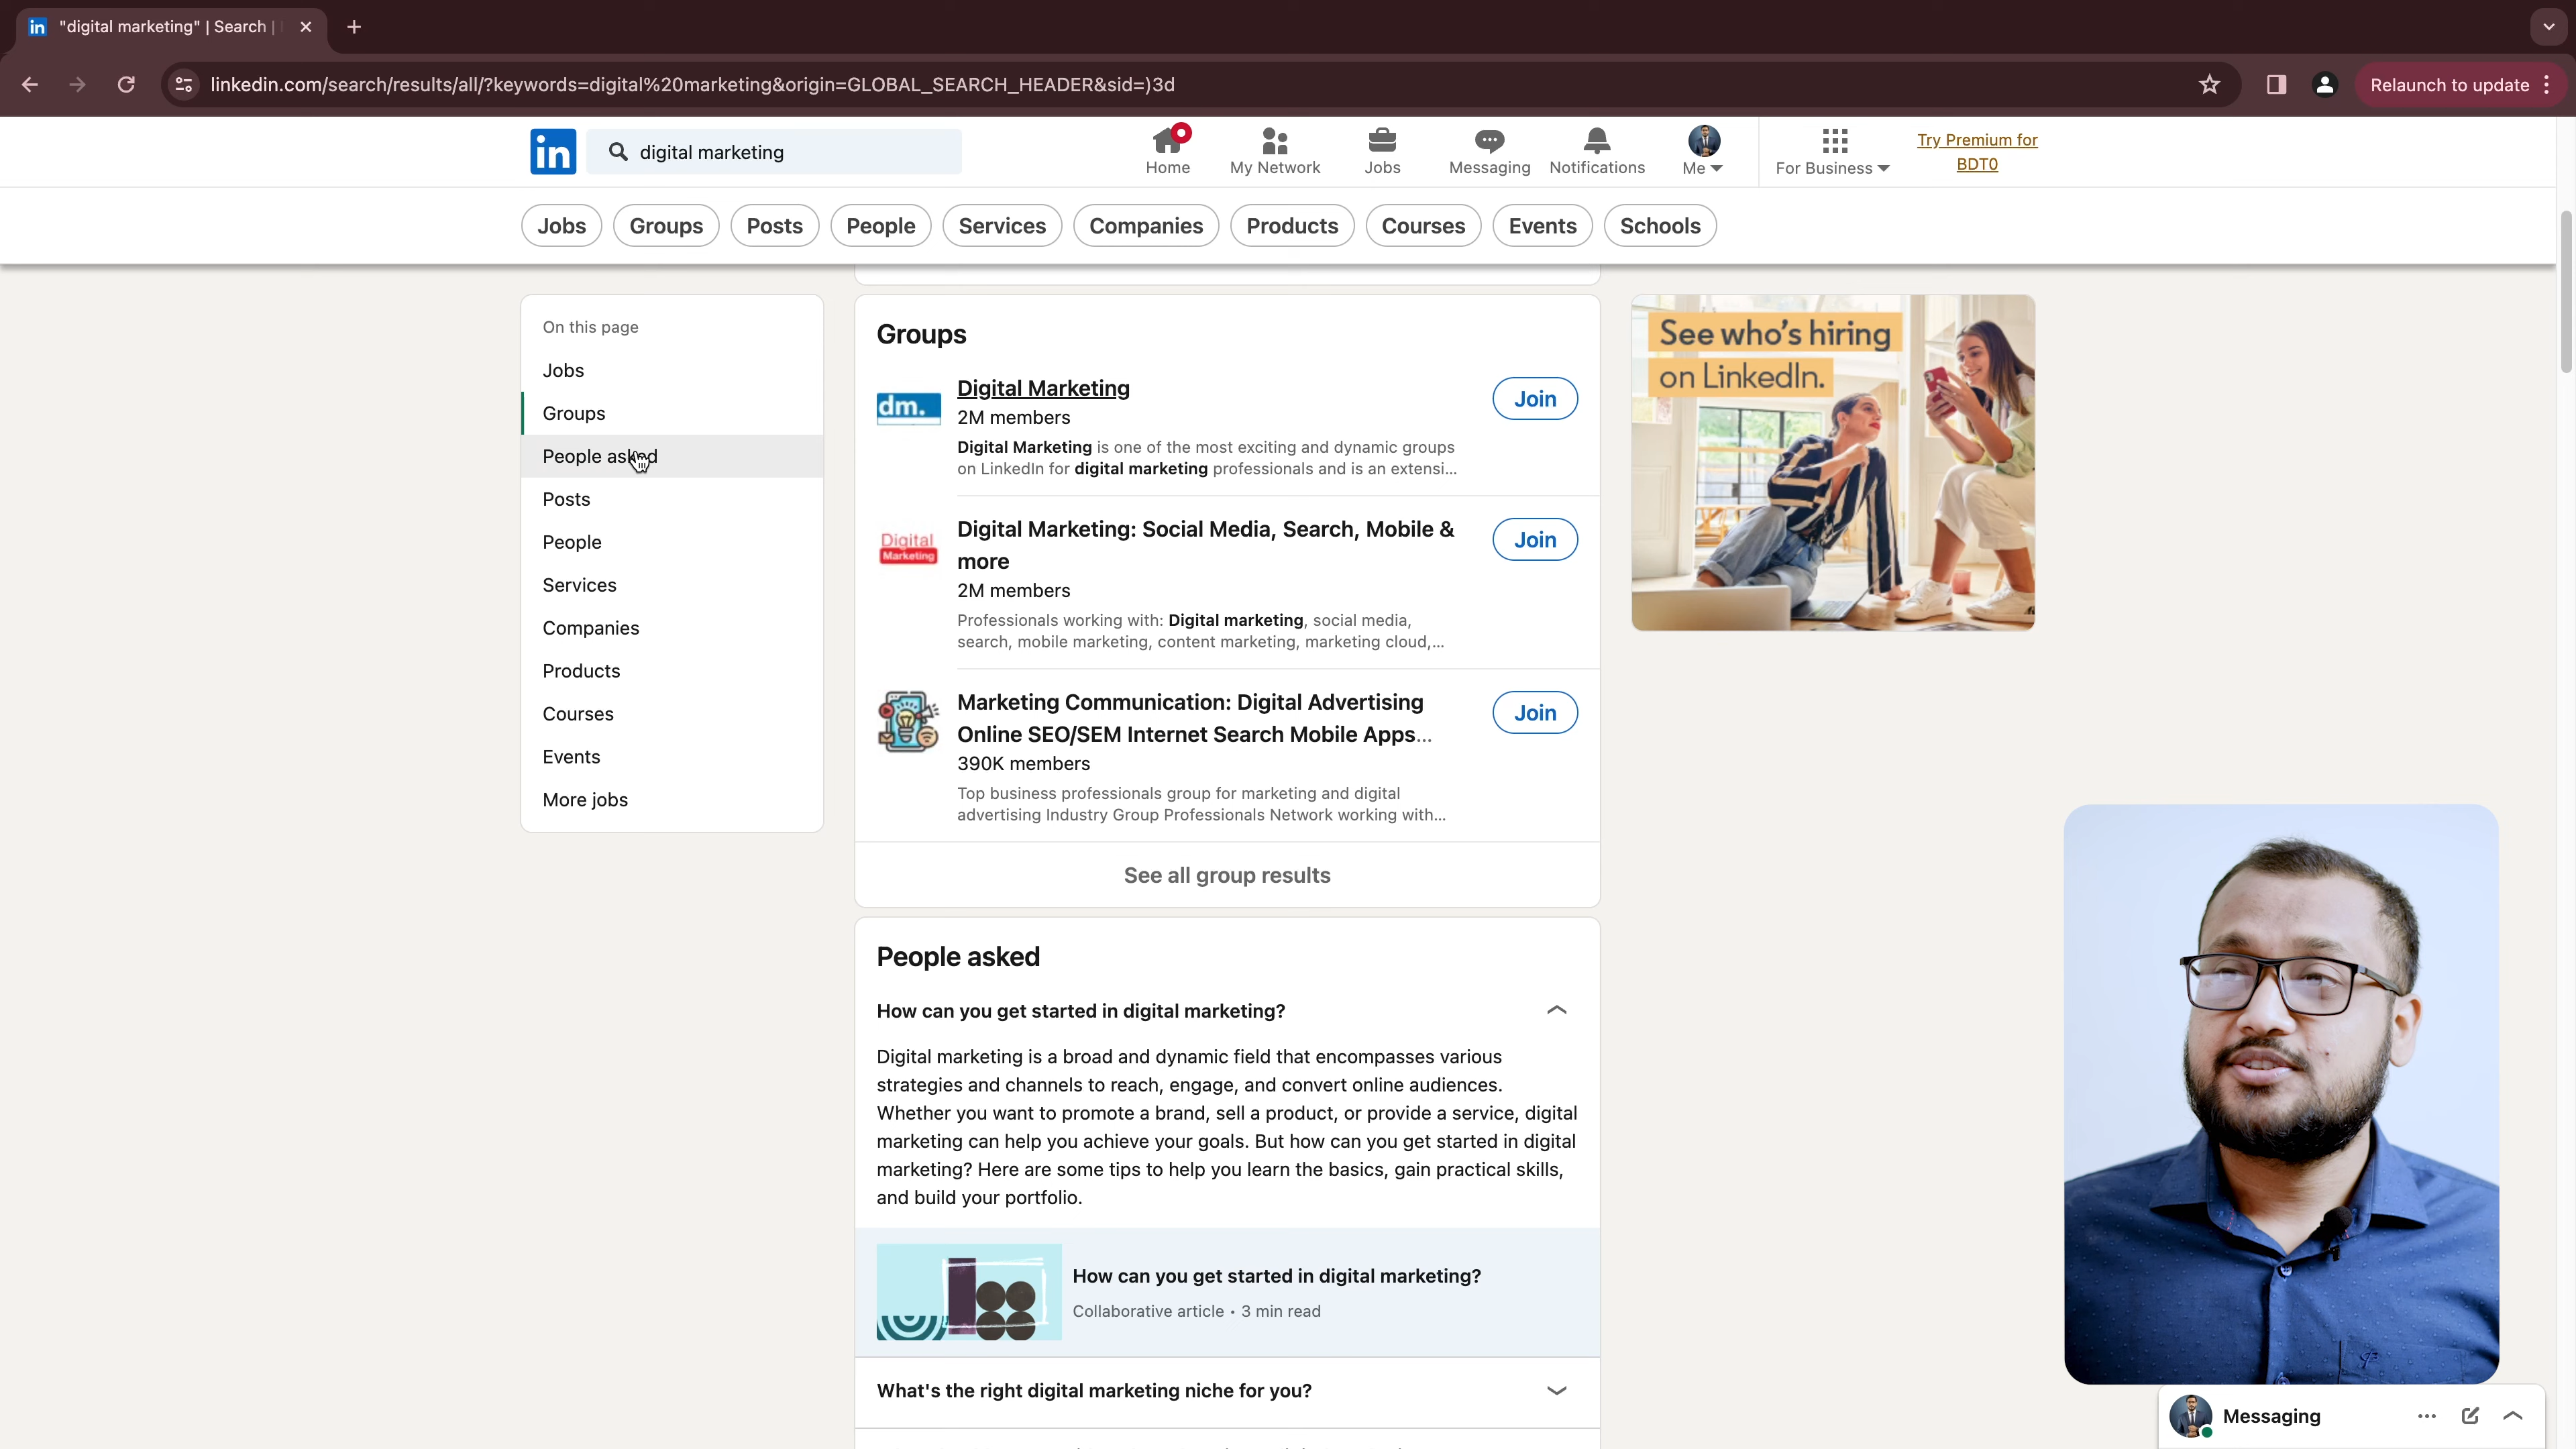 "digital marketing" | Search |
linkedin.com/search/results/all/?keywords=digital%20marketing&origin=GLOBAL_SEARCH_HEADER&sid=)3d
Relaunch to update
in
digital marketing
Home
My Network
Jobs
Messaging
Notifications
Me
For Business
Try Premium for
BDT0
Jobs
Groups
Posts
People
Services
Companies
Products
Courses
Events
Schools
On this page
Jobs
Groups
People asked
Posts
People
Services
Companies
Products
Courses
Events
More jobs
Groups
dm.
Digital Marketing
2M members
Digital Marketing is one of the most exciting and dynamic groups
on LinkedIn for digital marketing professionals and is an extensi...
Join
Digital
Marketing
Digital Marketing: Social Media, Search, Mobile &
more
2M members
Professionals working with: Digital marketing, social media,
search, mobile marketing, content marketing, marketing cloud,...
Join
Marketing Communication: Digital Advertising
Online SEO/SEM Internet Search Mobile Apps...
390K members
Top business professionals group for marketing and digital
advertising Industry Group Professionals Network working with...
Join
See all group results
People asked
How can you get started in digital marketing?
Digital marketing is a broad and dynamic field that encompasses various
strategies and channels to reach, engage, and convert online audiences.
Whether you want to promote a brand, sell a product, or provide a service, digital
marketing can help you achieve your goals. But how can you get started in digital
marketing? Here are some tips to help you learn the basics, gain practical skills,
and build your portfolio.
How can you get started in digital marketing?
Collaborative article • 3 min read
What's the right digital marketing niche for you?
See who's hiring
on LinkedIn.
Messaging